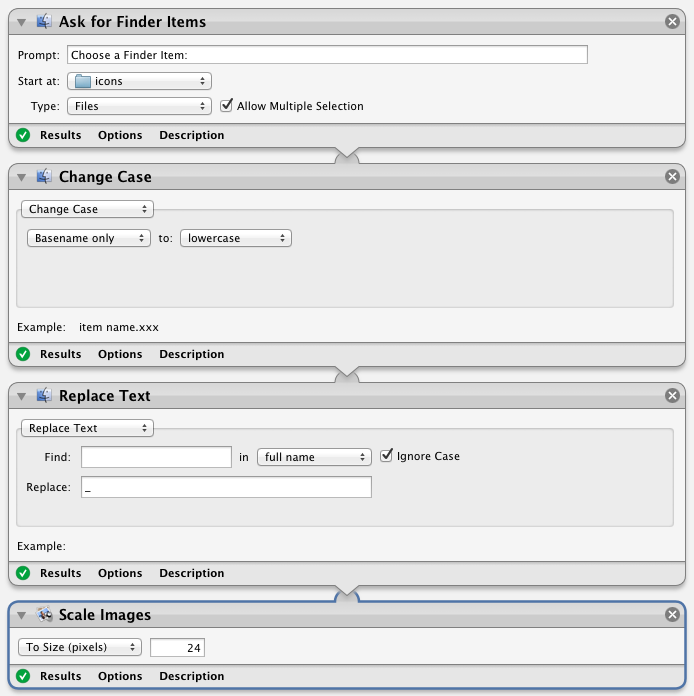 Ask for Finder Items
Prompt: Choose a Finder Item:
Start at: icons
Type: Files Allow Multiple Selection
Results Options Description
Change Case
Change Case
Basename only to: lowercase
Example: item name.xxx
Results Options Description
Replace Text
Replace Text
Find: in full name Ignore Case
Replace: _
Example:
Results Options Description
Scale Images
To Size (pixels) 24
Results Options Description